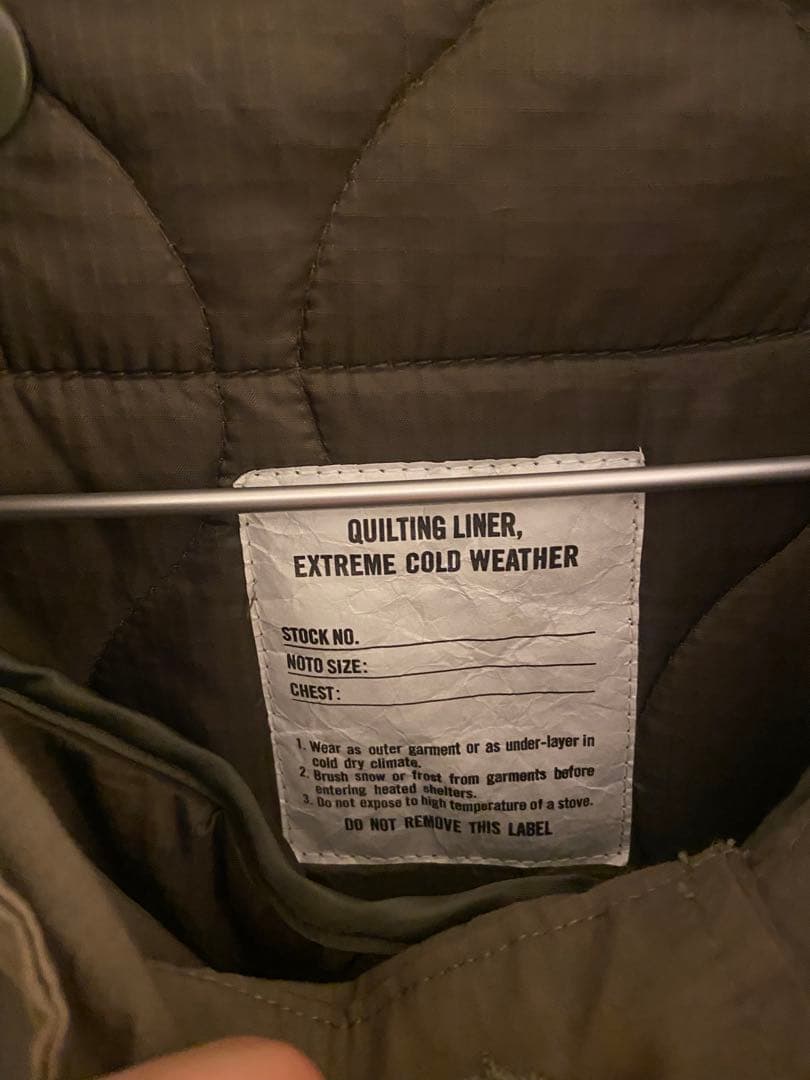 QUILTING LINER,
EXTREME COLD WEATHER
STOCK NO.
NOTO SIZE:
CHEST:
1. Wear as outer garment or as under-layer in
cold dry climate.
2. Brush snow or frost from garments before
entering heated shelters.
3. Do not expose to high temperature of a stove.
DO NOT REMOVE THIS LABEL